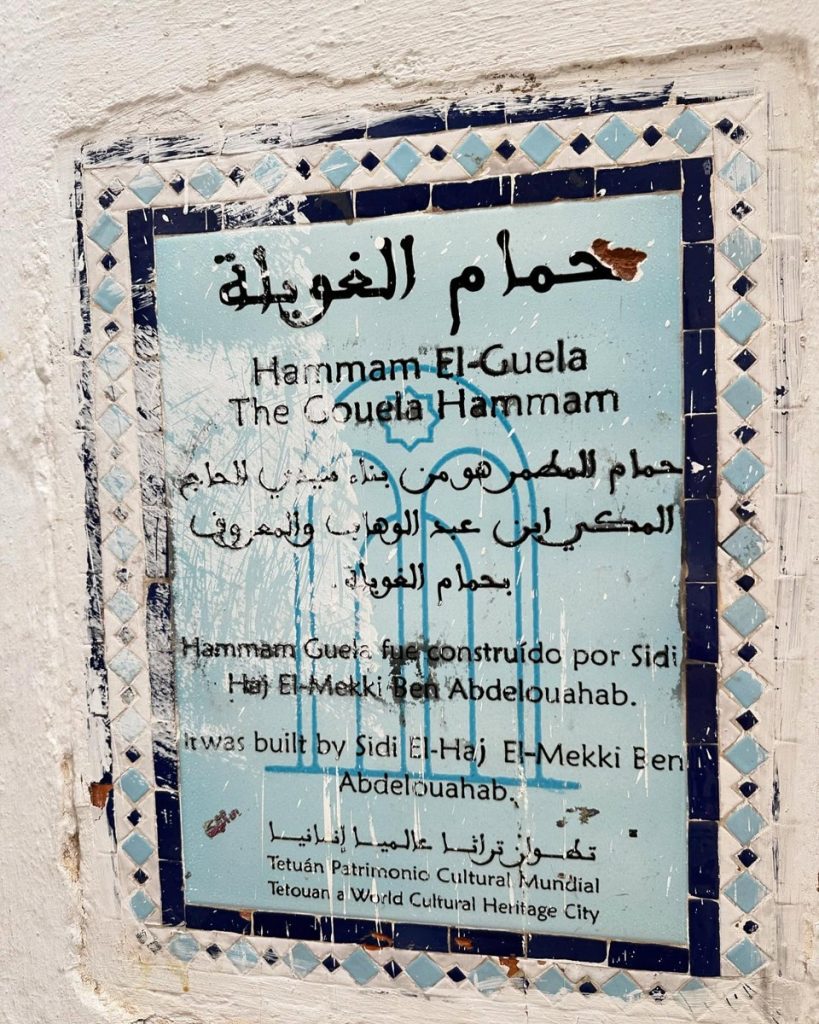 حمام الغويلة
Hammam El-Guela
The Gouela Hammam
حمام المطمر هو من بناء سيدي الحاج
المكي ابن عبد الوهاب والمعروف
بحمام الغويلة.
Hammam Guela fue construído por Sidi
Haj El-Mekki Ben Abdelouahab.
it was built by Sidi El-Haj El-Mekki Ben
Abdelouahab.
تطوان تراثا عالميا إنسانيا
Tetuán Patrimonio Cultural Mundial
Tetouan a World Cultural Heritage City